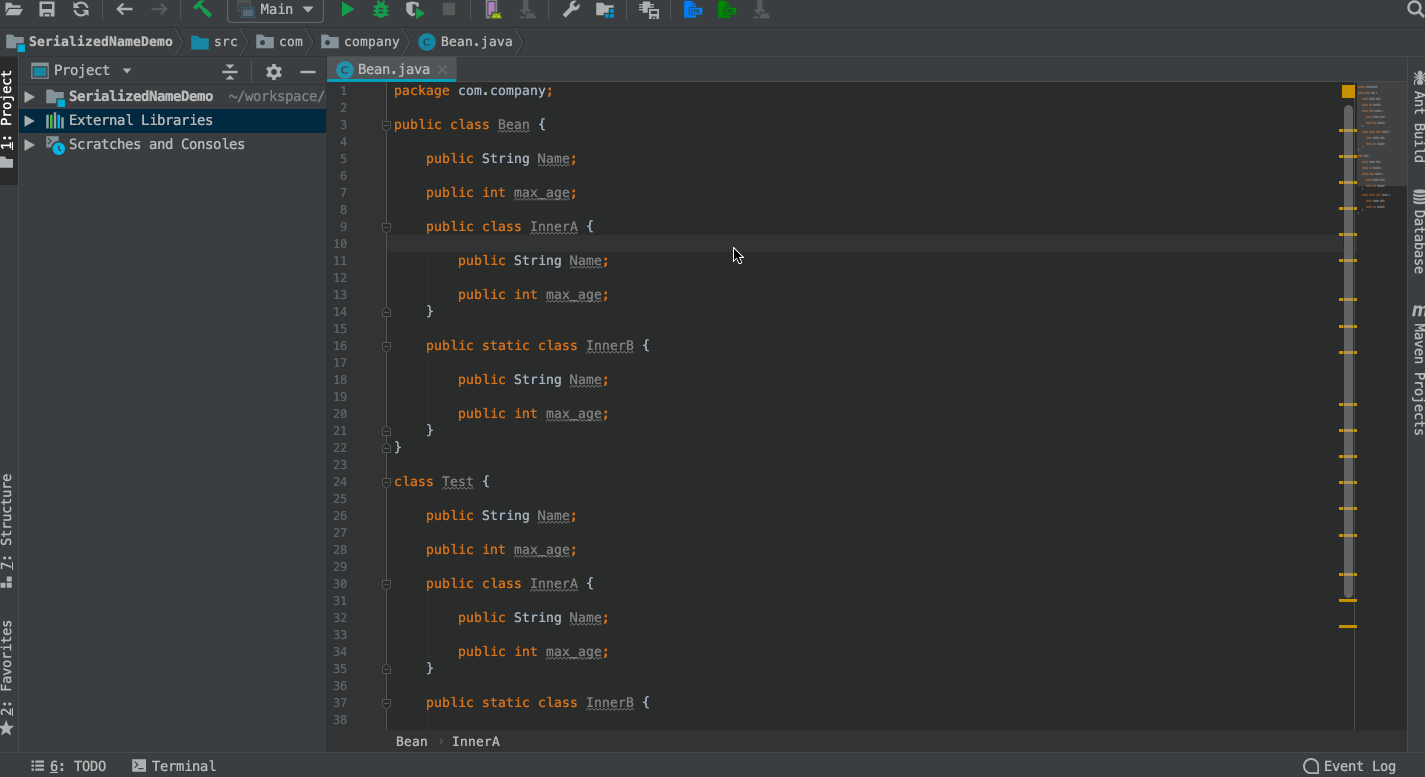 Main
SerializedNameDemo src com company Bean.java
1: Project
7: Structure
2: Favorites
Project
SerializedNameDemo ~/workspace/
External Libraries
Scratches and Consoles
Bean.java
1 package com.company;
2
3 public class Bean {
4
5 public String Name;
6
7 public int max_age;
8
9 public class InnerA {
10
11 public String Name;
12
13 public int max_age;
14 }
15
16 public static class InnerB {
17
18 public String Name;
19
20 public int max_age;
21 }
22 }
23
24 class Test {
25
26 public String Name;
27
28 public int max_age;
29
30 public class InnerA {
31
32 public String Name;
33
34 public int max_age;
35 }
36
37 public static class InnerB {
38
Bean › InnerA
Ant Build
Database
Maven Projects
6: TODO Terminal Event Log